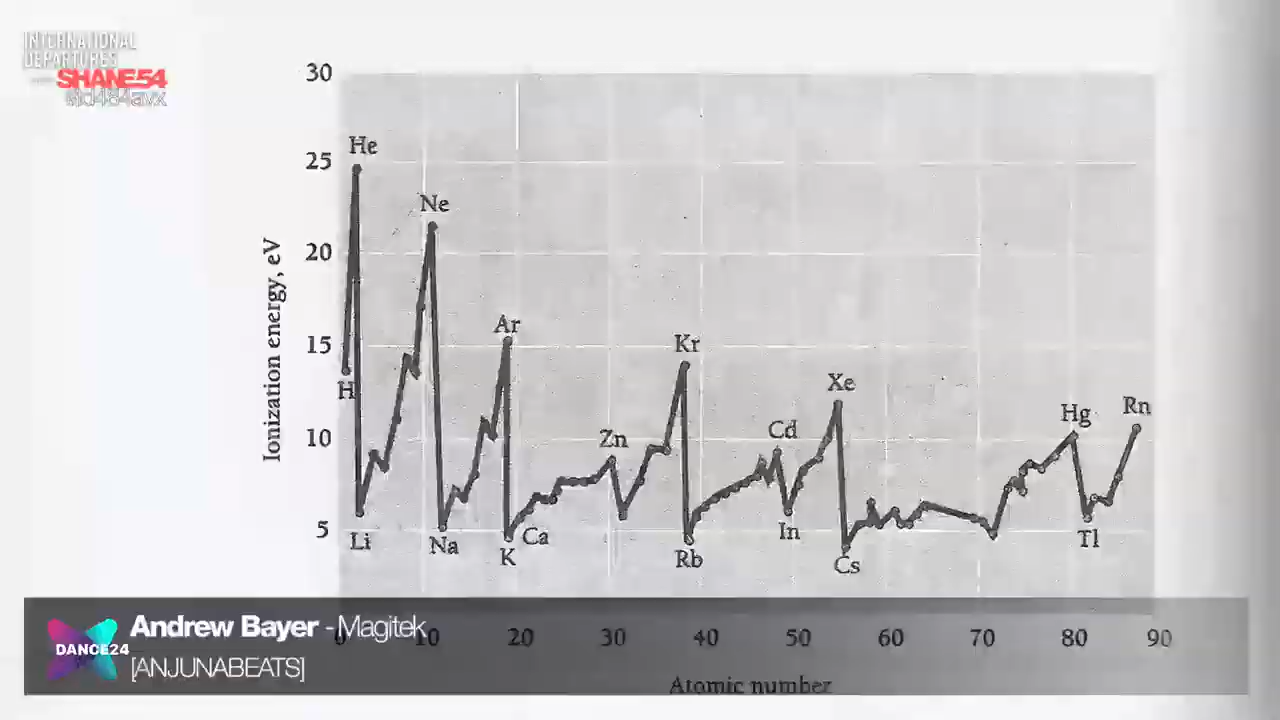 INTERNATIONAL
DEPARTURES
SHANE54
30
25
20
15
10
5
Ionization energy, eV
He
Ne
Ar
Kr
Xe
Zn
Cd
Hg
Rn
H
Li
Na
K
Ca
Rb
In
Cs
Tl
0 10 20 30 40 50 60 70 80 90
Atomic number
DANCE24
Andrew Bayer - Magitek
[ANJUNABEATS]